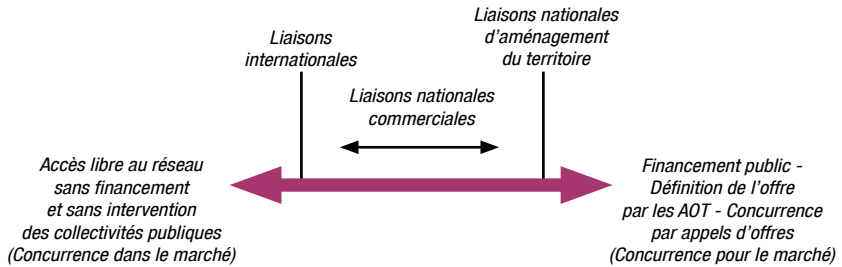 Liaisons
internationales
Liaisons nationales
d'aménagement
du territoire
Liaisons nationales
commerciales
Accès libre au réseau
sans financement
et sans intervention
des collectivités publiques
(Concurrence dans le marché)
Financement public -
Définition de l'offre
par les AOT - Concurrence
par appels d'offres
(Concurrence pour le marché)